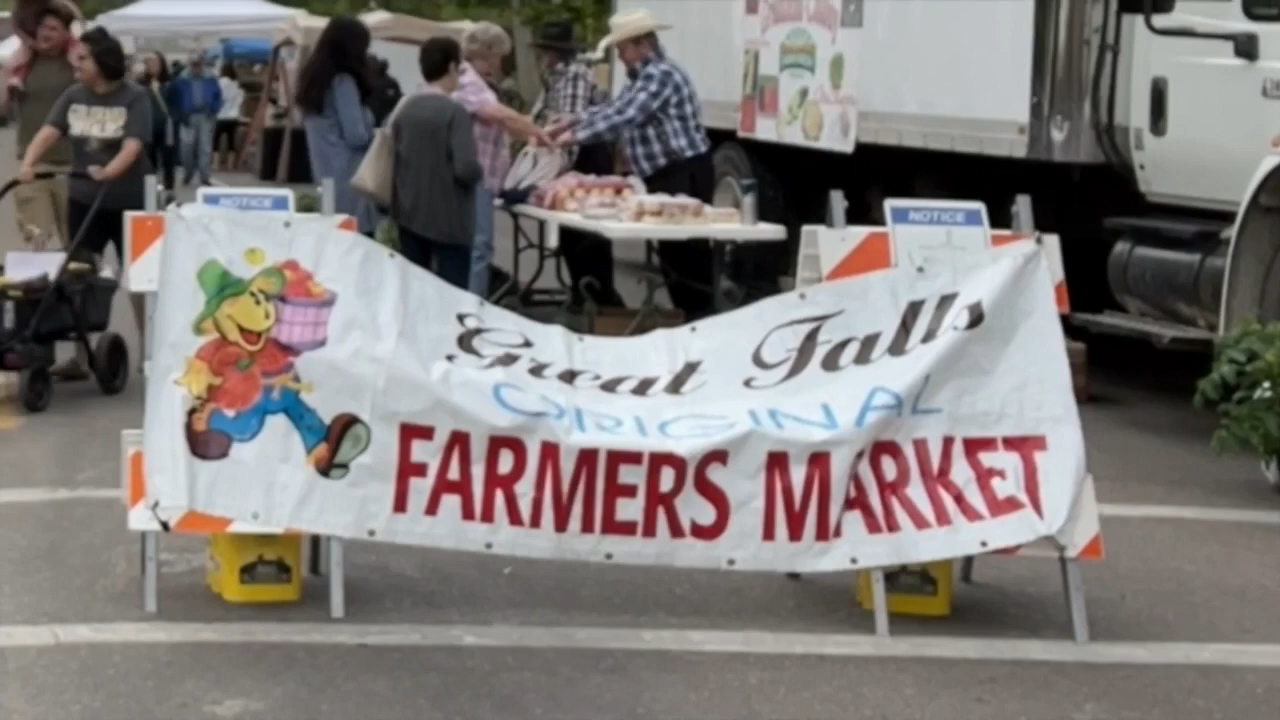 NOTICE
NOTICE
Great Falls
ORIGINAL
FARMERS MARKET